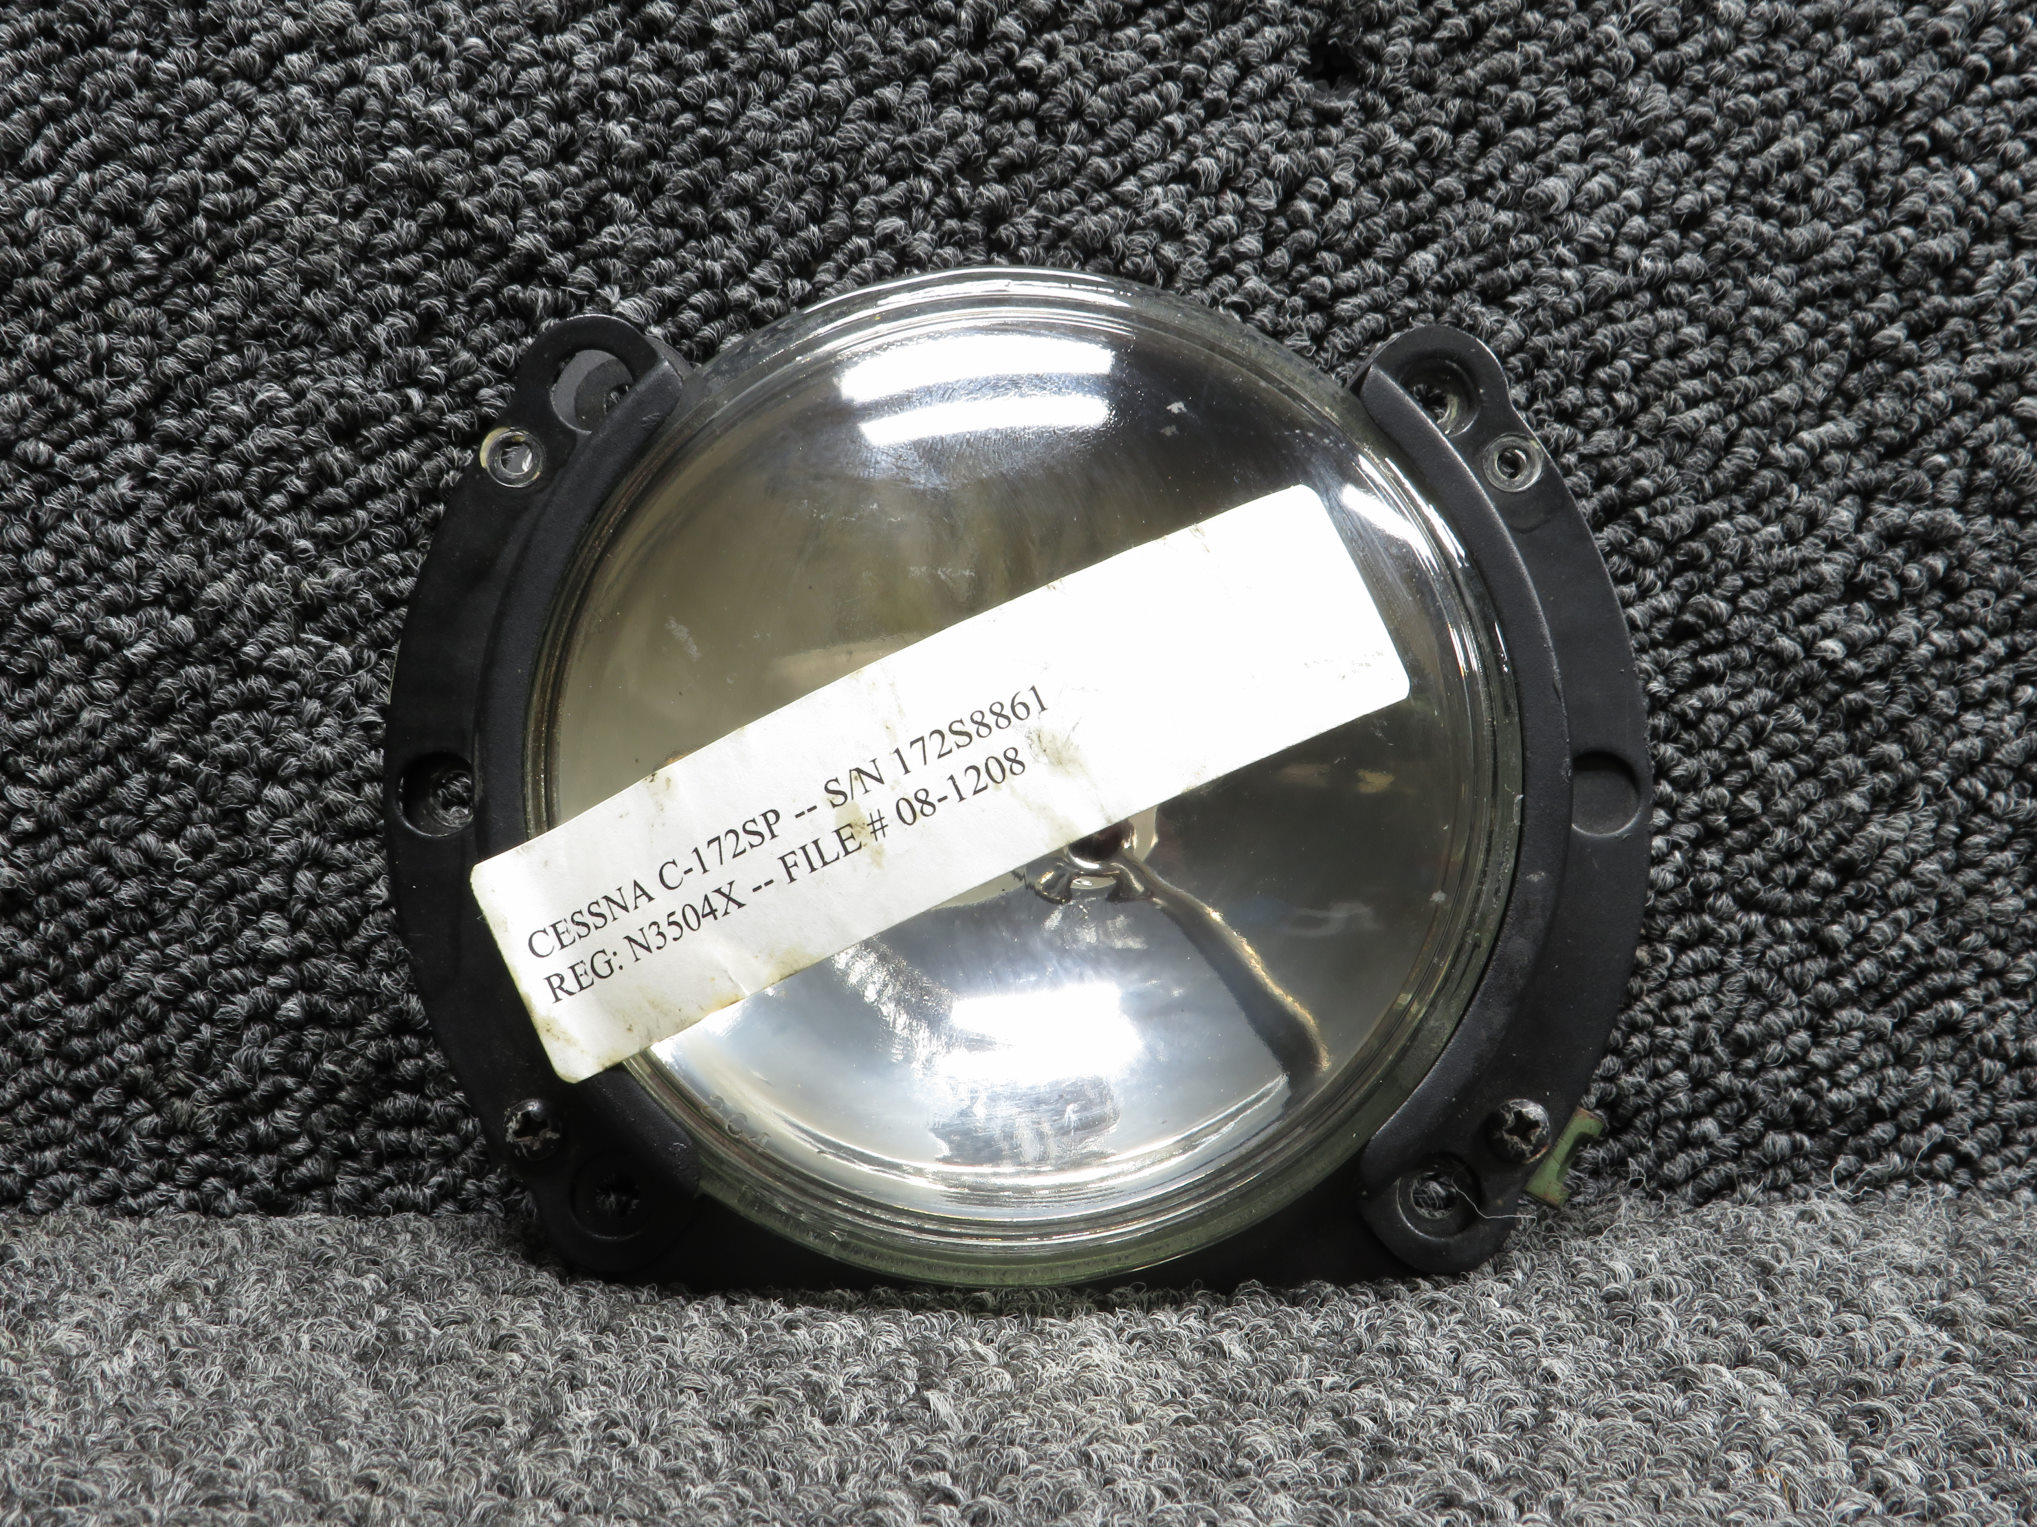 CESSNA C-172SP -- S/N 172S8861
REG: N3504X -- FILE # 08-1208